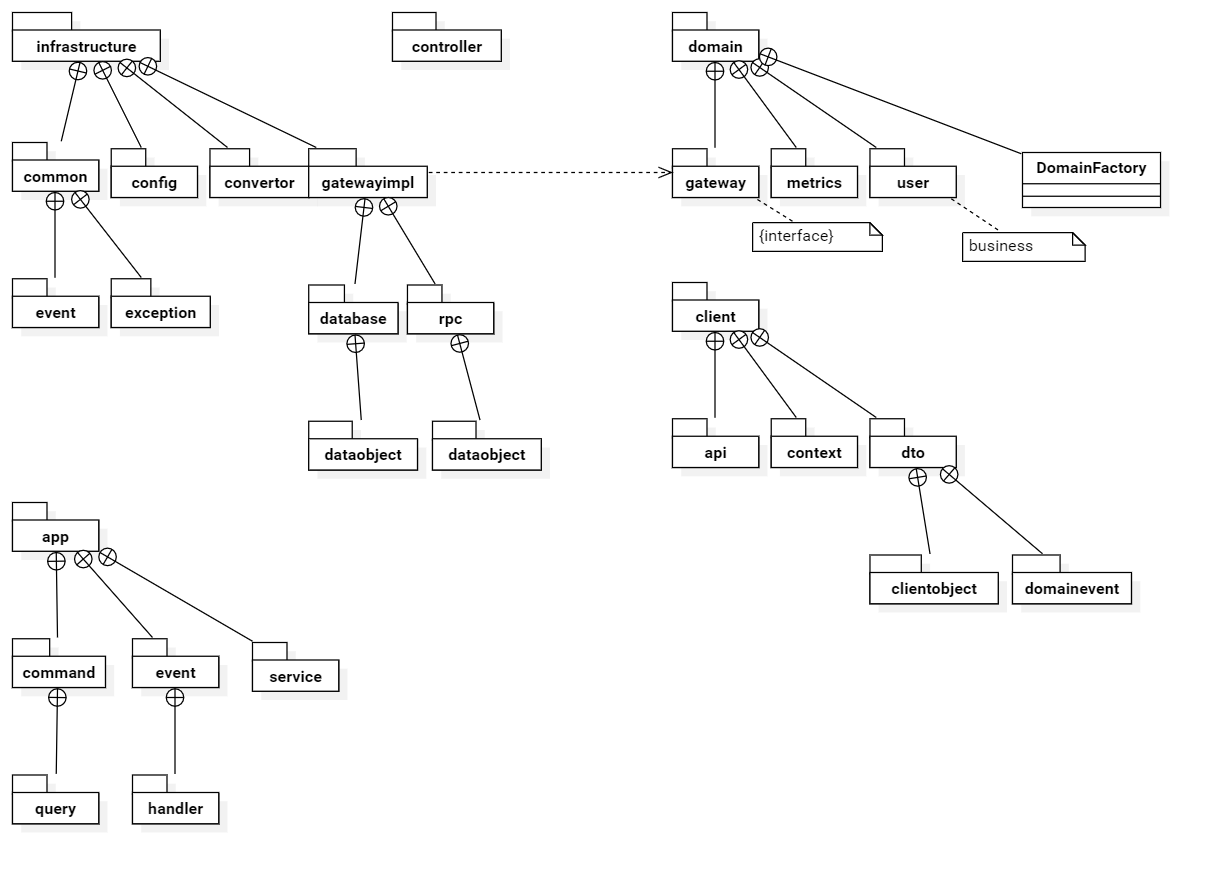 infrastructure
controller
domain
common
config
convertor
gatewayimpl
gateway
metrics
user
DomainFactory
{interface}
business
event
exception
database
rpc
client
dataobject
dataobject
api
context
dto
app
clientobject
domainevent
command
event
service
query
handler